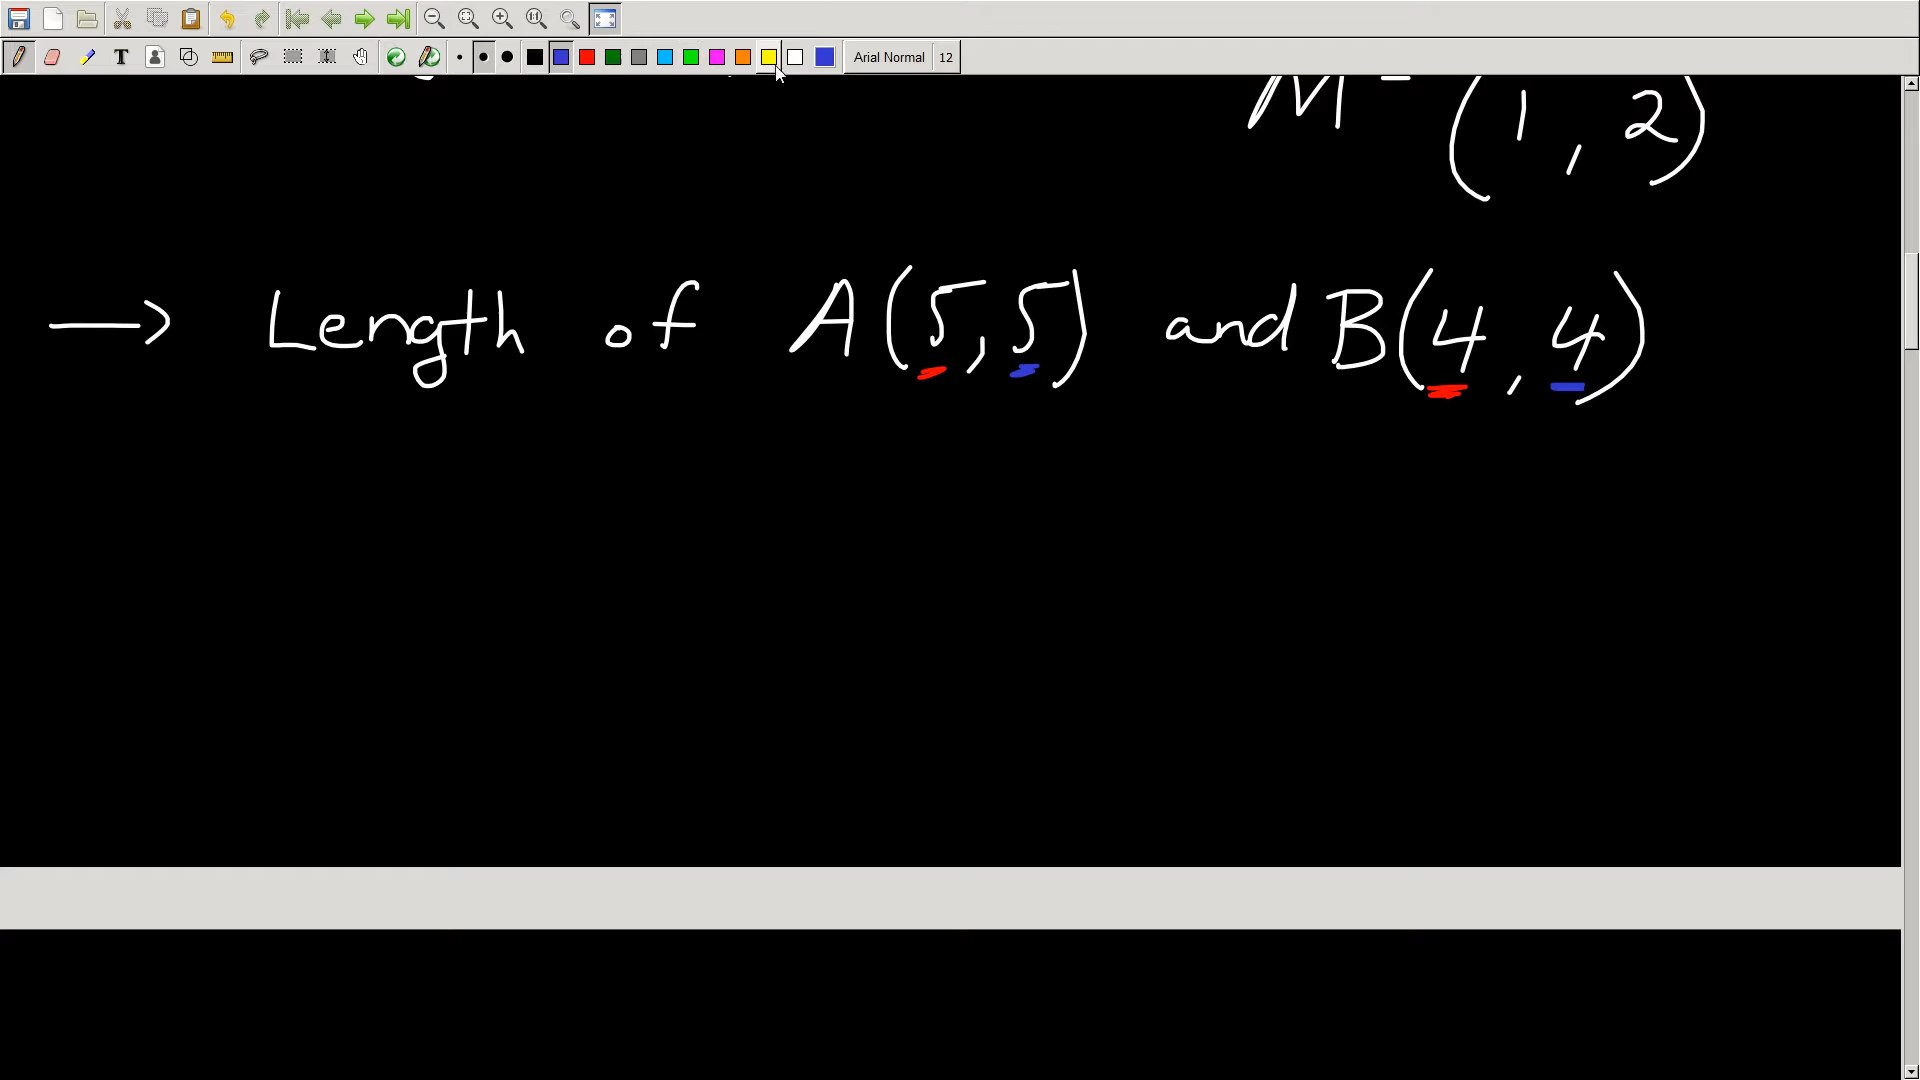 T Arial Normal 12
M = (1, 2)
→ Length of A(5,5) and B(4, 4)